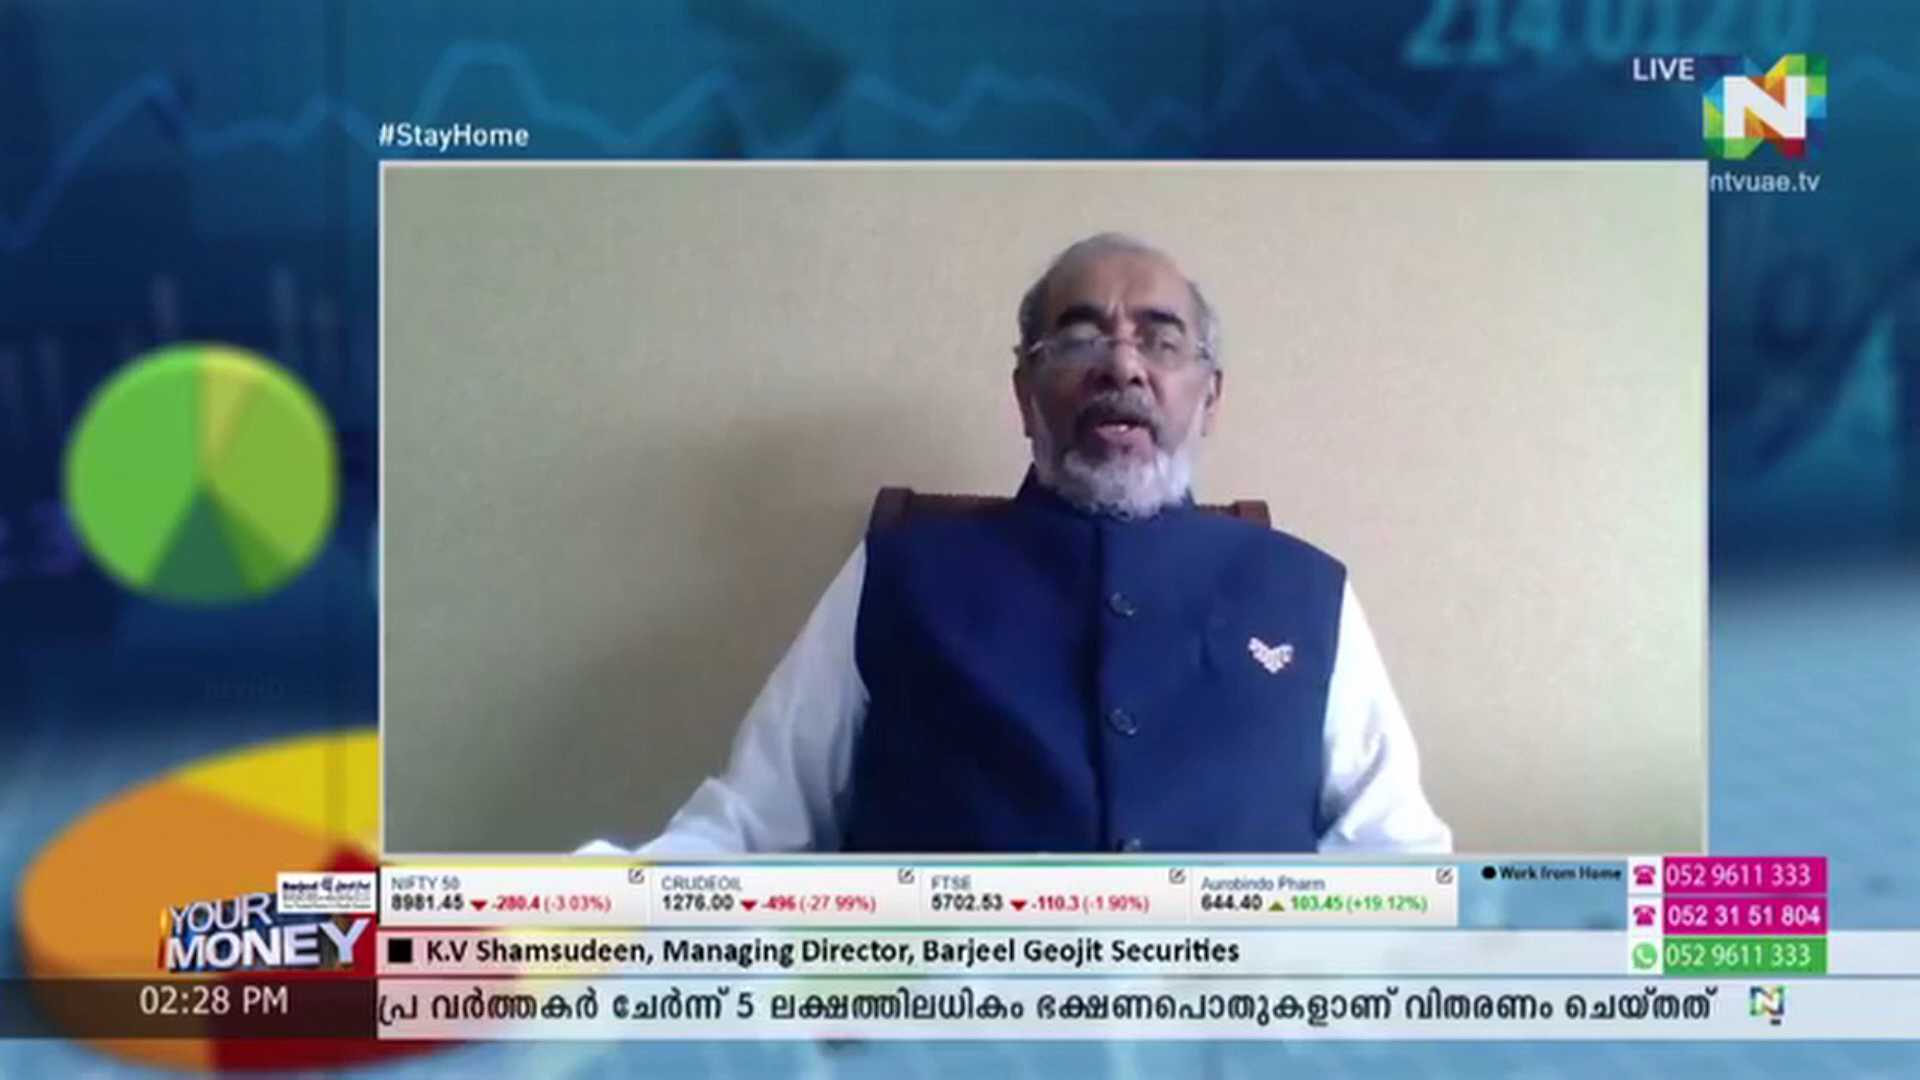 214.0120
LIVE
N
ntvuae.tv
#StayHome
NIFTY 50
8981.45 -280.4 (-3.03%)
CRUDEOIL
1276.00 -496 (-27.99%)
FTSE
5702.53 -110.3 (-1.90%)
Aurobindo Pharm
644.40 103.45 (+19.12%)
Work from Home
052 9611 333
052 31 51 804
052 9611 333
YOUR
MONEY
K.V Shamsudeen, Managing Director, Barjeel Geojit Securities
02:28 PM
പ്ര വർത്തകർ ചേർന്ന് 5 ലക്ഷത്തിലധികം ഭക്ഷണപൊതുകളാണ് വിതരണം ചെയ്തത്